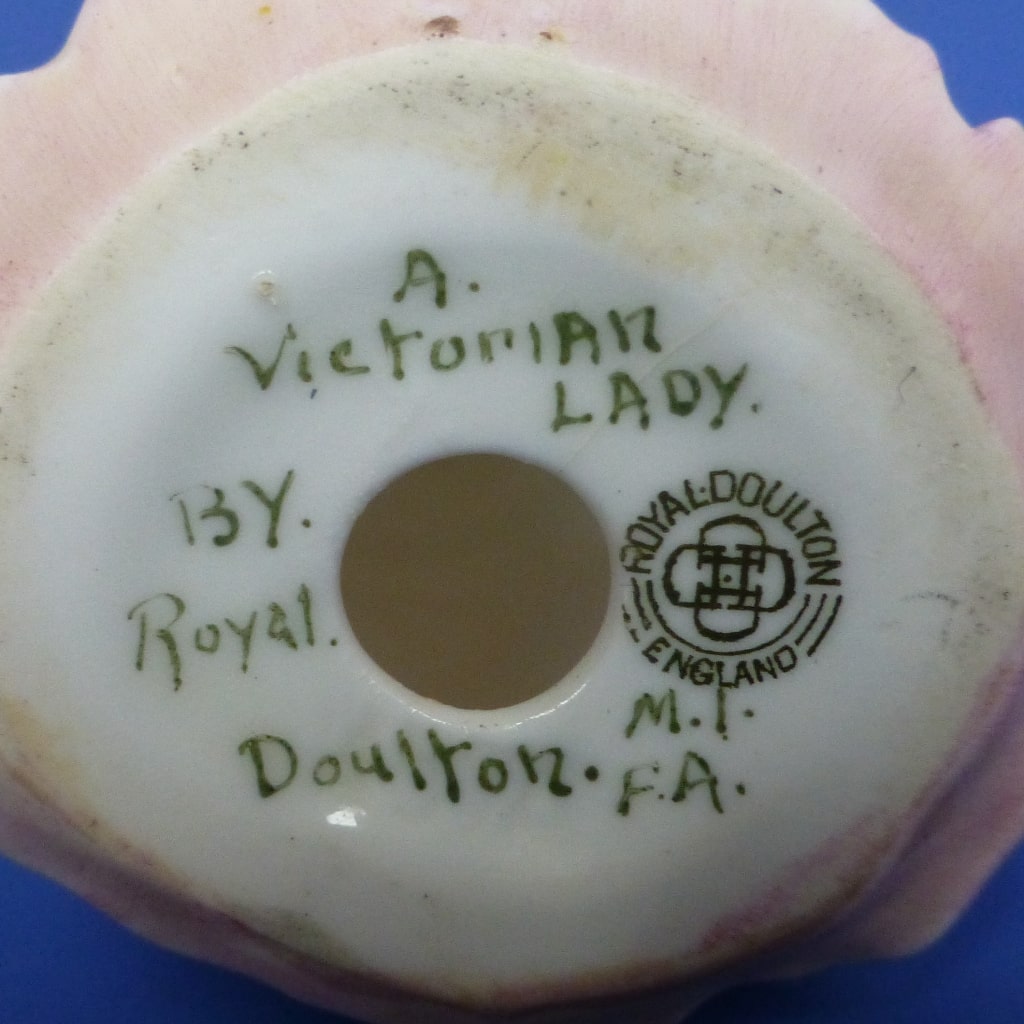 A.
VictoriAn
LADY.
BY.
Royal.
Doulton.
ROYAL·DOULTON
ENGLAND
M.I.
F.A.